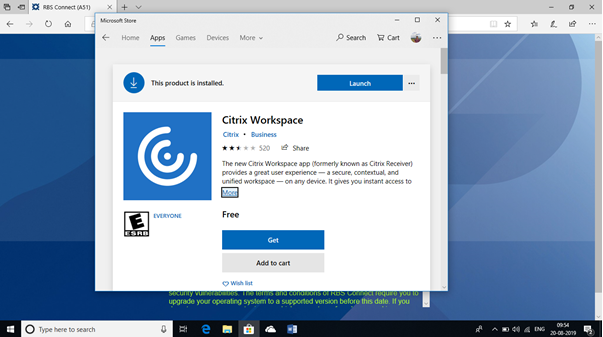 RBS Connect (A51)
Microsoft Store
Home Apps Games Devices More Search Cart
This product is installed.
Launch
Citrix Workspace
Citrix • Business
520 Share
The new Citrix Workspace app (formerly known as Citrix Receiver)
provides a great user experience — a secure, contextual, and
unified workspace — on any device. It gives you instant access to
More
E
ESRB
EVERYONE
Free
Get
Add to cart
Wish list
security vulnerabilities. The terms and conditions of RBS Connect require you to
upgrade your operating system to a supported version before this date. If you
Type here to search
ENG
09:54
20-08-2019
2